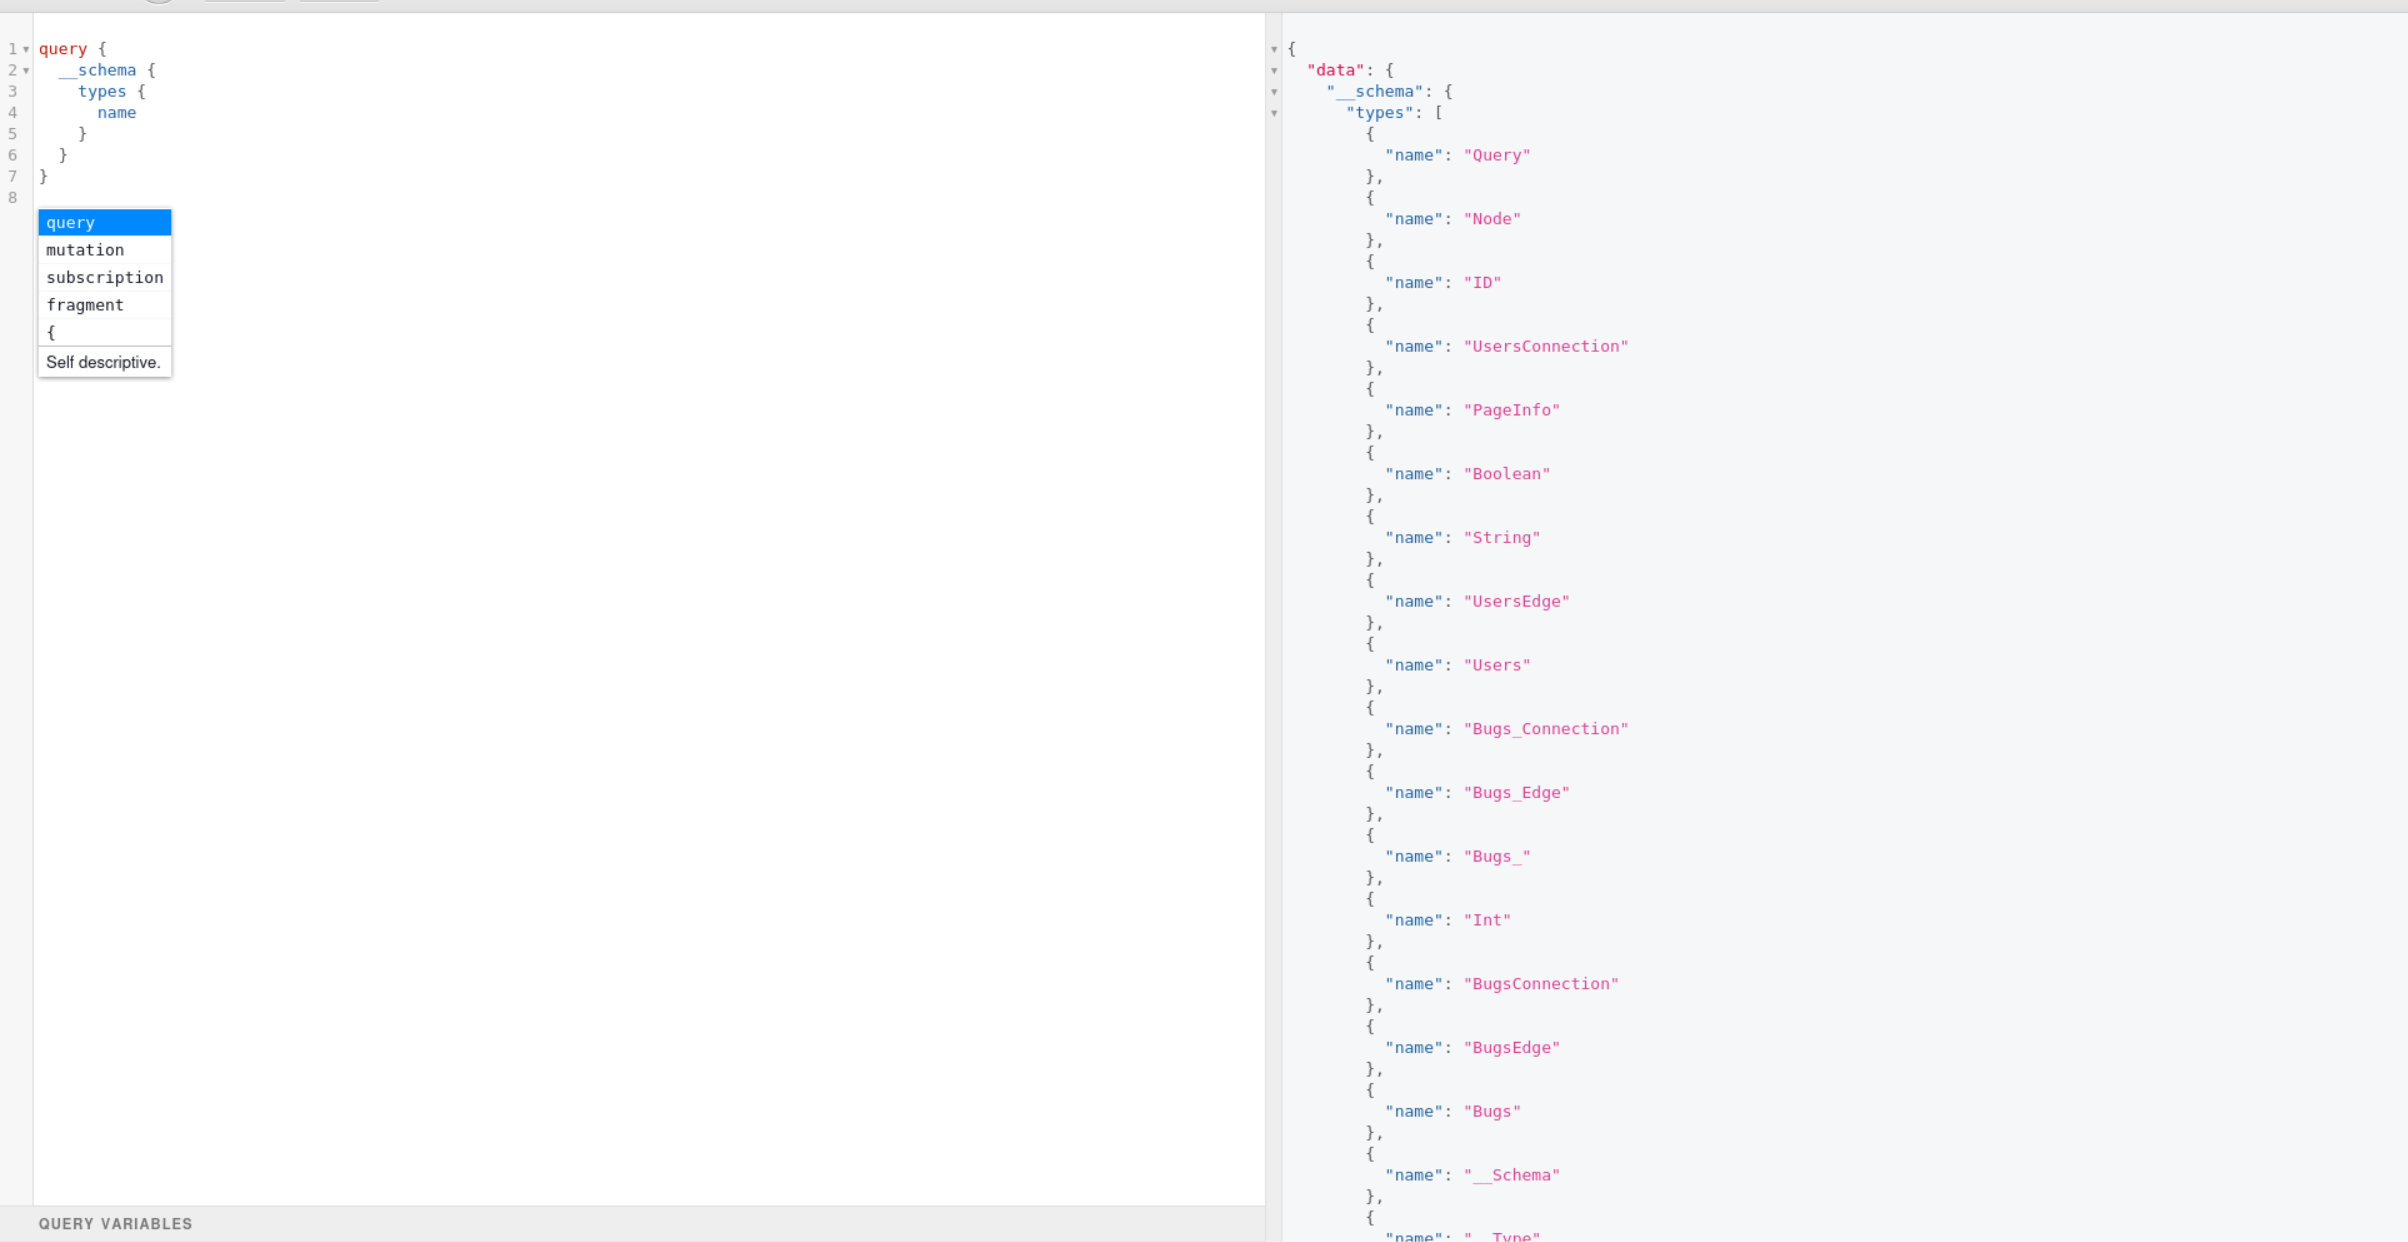 1 query {
2   __schema {
3     types {
4       name
5     }
6   }
7 }
8
query
mutation
subscription
fragment
{
Self descriptive.
QUERY VARIABLES
{
  "data": {
    "__schema": {
      "types": [
        {
          "name": "Query"
        },
        {
          "name": "Node"
        },
        {
          "name": "ID"
        },
        {
          "name": "UsersConnection"
        },
        {
          "name": "PageInfo"
        },
        {
          "name": "Boolean"
        },
        {
          "name": "String"
        },
        {
          "name": "UsersEdge"
        },
        {
          "name": "Users"
        },
        {
          "name": "Bugs_Connection"
        },
        {
          "name": "Bugs_Edge"
        },
        {
          "name": "Bugs_"
        },
        {
          "name": "Int"
        },
        {
          "name": "BugsConnection"
        },
        {
          "name": "BugsEdge"
        },
        {
          "name": "Bugs"
        },
        {
          "name": "__Schema"
        },
        {
          "name": "__Type"